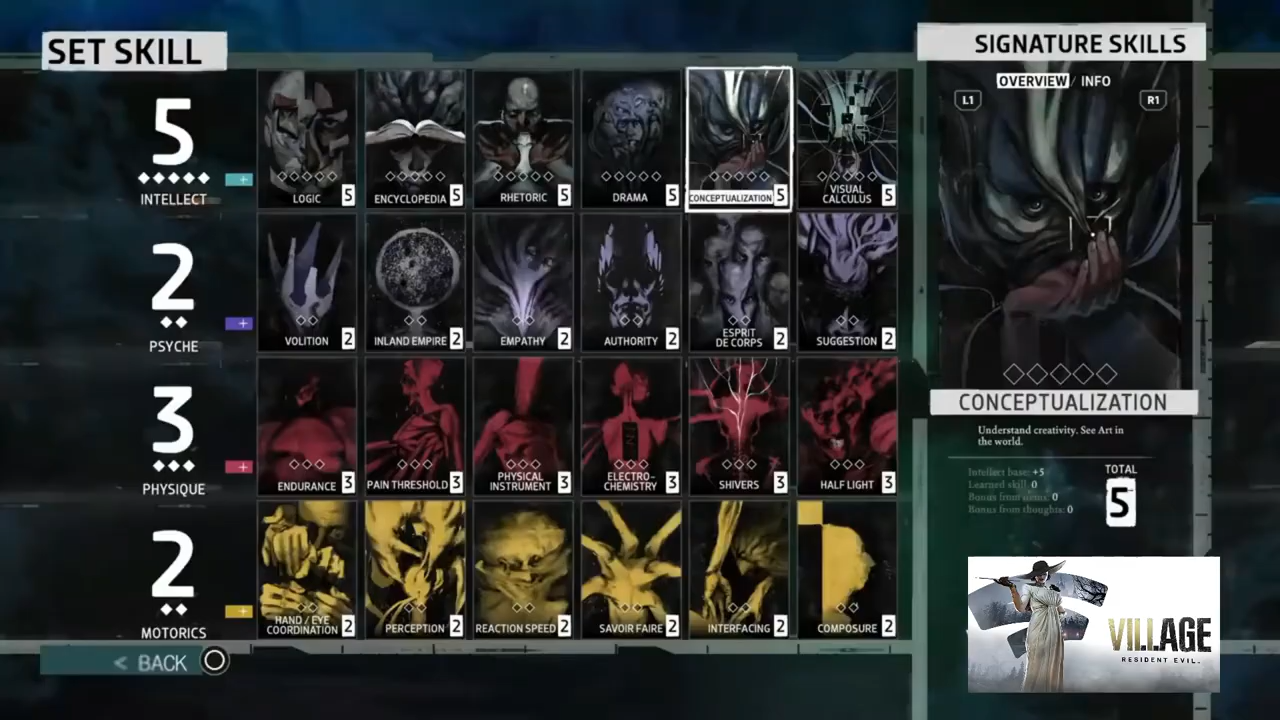 SET SKILL
SIGNATURE SKILLS
OVERVIEW / INFO
L1
R1
5
INTELLECT
+
LOGIC 5
ENCYCLOPEDIA 5
RHETORIC 5
DRAMA 5
CONCEPTUALIZATION 5
VISUAL
CALCULUS 5
2
PSYCHE
+
VOLITION 2
INLAND EMPIRE 2
EMPATHY 2
AUTHORITY 2
ESPRIT
DE CORPS 2
SUGGESTION 2
3
PHYSIQUE
+
ENDURANCE 3
PAIN THRESHOLD 3
PHYSICAL
INSTRUMENT 3
ELECTRO-
CHEMISTRY 3
SHIVERS 3
HALF LIGHT 3
2
MOTORICS
+
HAND / EYE
COORDINATION 2
PERCEPTION 2
REACTION SPEED 2
SAVOIR FAIRE 2
INTERFACING 2
COMPOSURE 2
< BACK
CONCEPTUALIZATION
Understand creativity. See Art in
the world.
Intellect base: +5
Learned skill: 0
Bonus from items: 0
Bonus from thoughts: 0
TOTAL
5
VILLAGE
RESIDENT EVIL